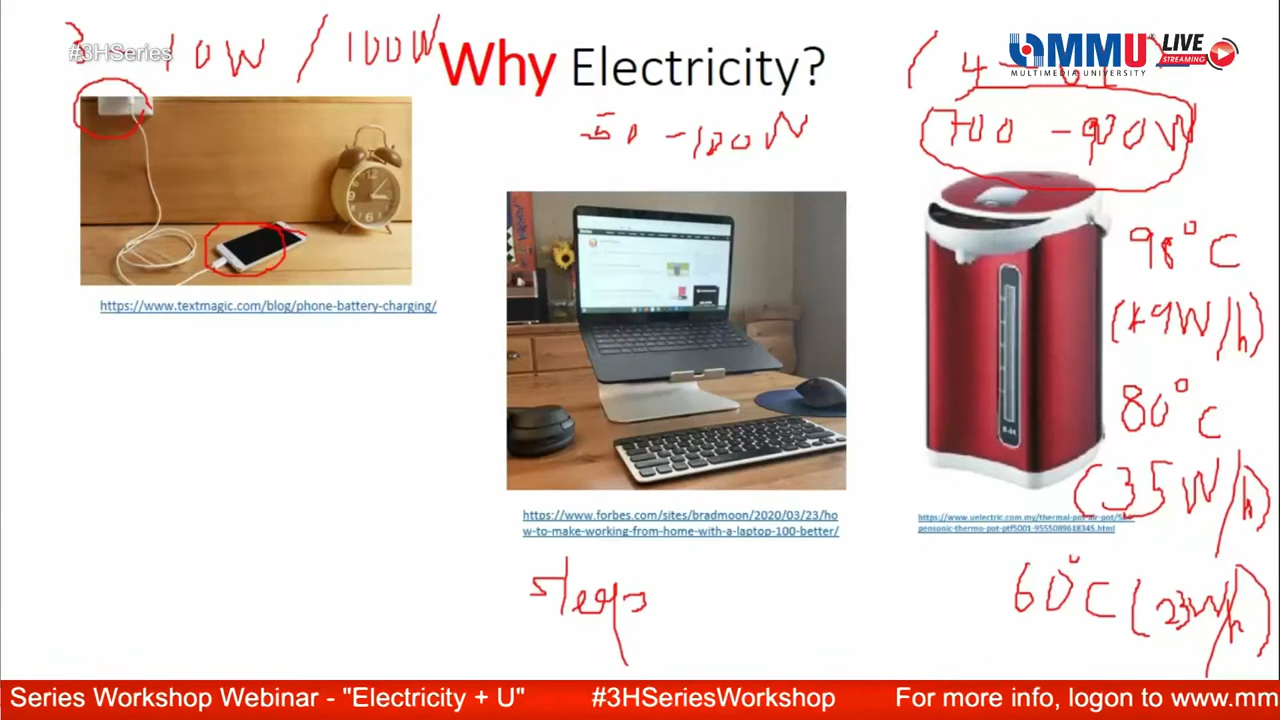 #3HSeries
3 - 10W / 100W
Why Electricity?
MMU LIVE
MULTIMEDIA UNIVERSITY
STREAMING
50 - 100W
700 - 900W
98°C
80°C
(35W/h)
60°C (23W/h)
https://www.textmagic.com/blog/phone-battery-charging/
https://www.forbes.com/sites/bradmoon/2020/03/23/ho
w-to-make-working-from-home-with-a-laptop-100-better/
sleep
Series Workshop Webinar - "Electricity + U" #3HSeriesWorkshop For more info, logon to www.mm